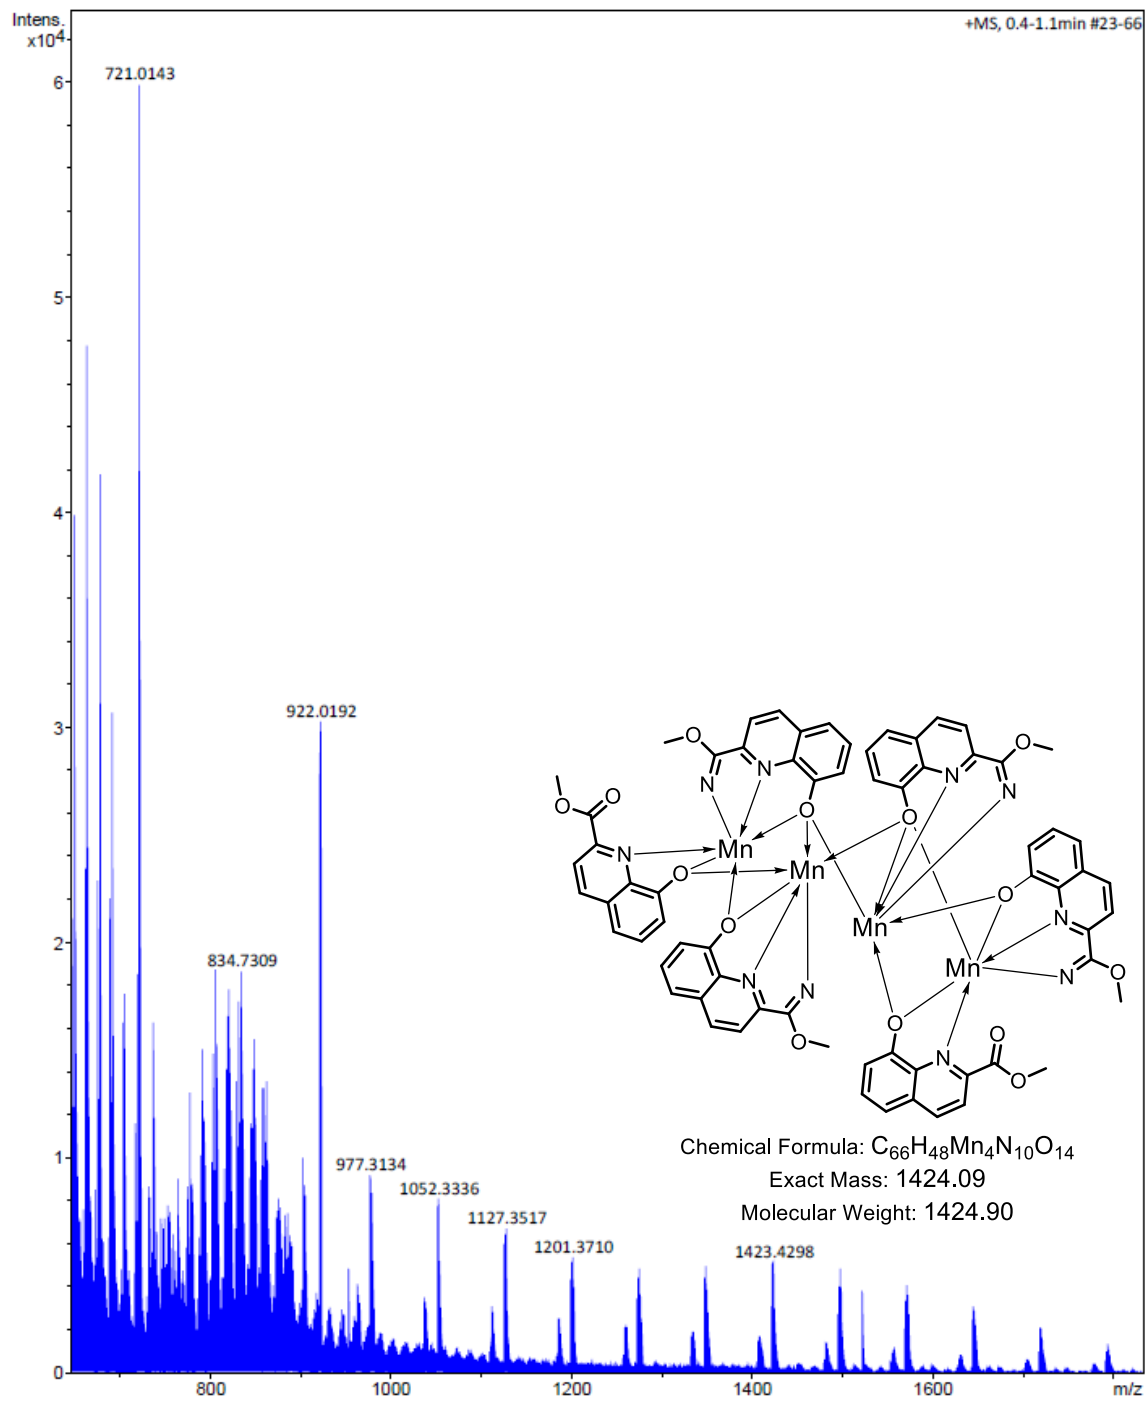 Intens.
x10⁴
+MS, 0.4-1.1min #23-66
721.0143
6
5
4
922.0192
3
O
N
N
O
O
O
N
O
N
N
O
O
Mn
O
Mn
O
N
Mn
O
N
O
Mn
N
N
O
O
O
N
O
2
834.7309
Chemical Formula: C₆₆H₄₈Mn₄N₁₀O₁₄
Exact Mass: 1424.09
Molecular Weight: 1424.90
1
977.3134
1052.3336
1127.3517
1201.3710
1423.4298
0
800
1000
1200
1400
1600
m/z